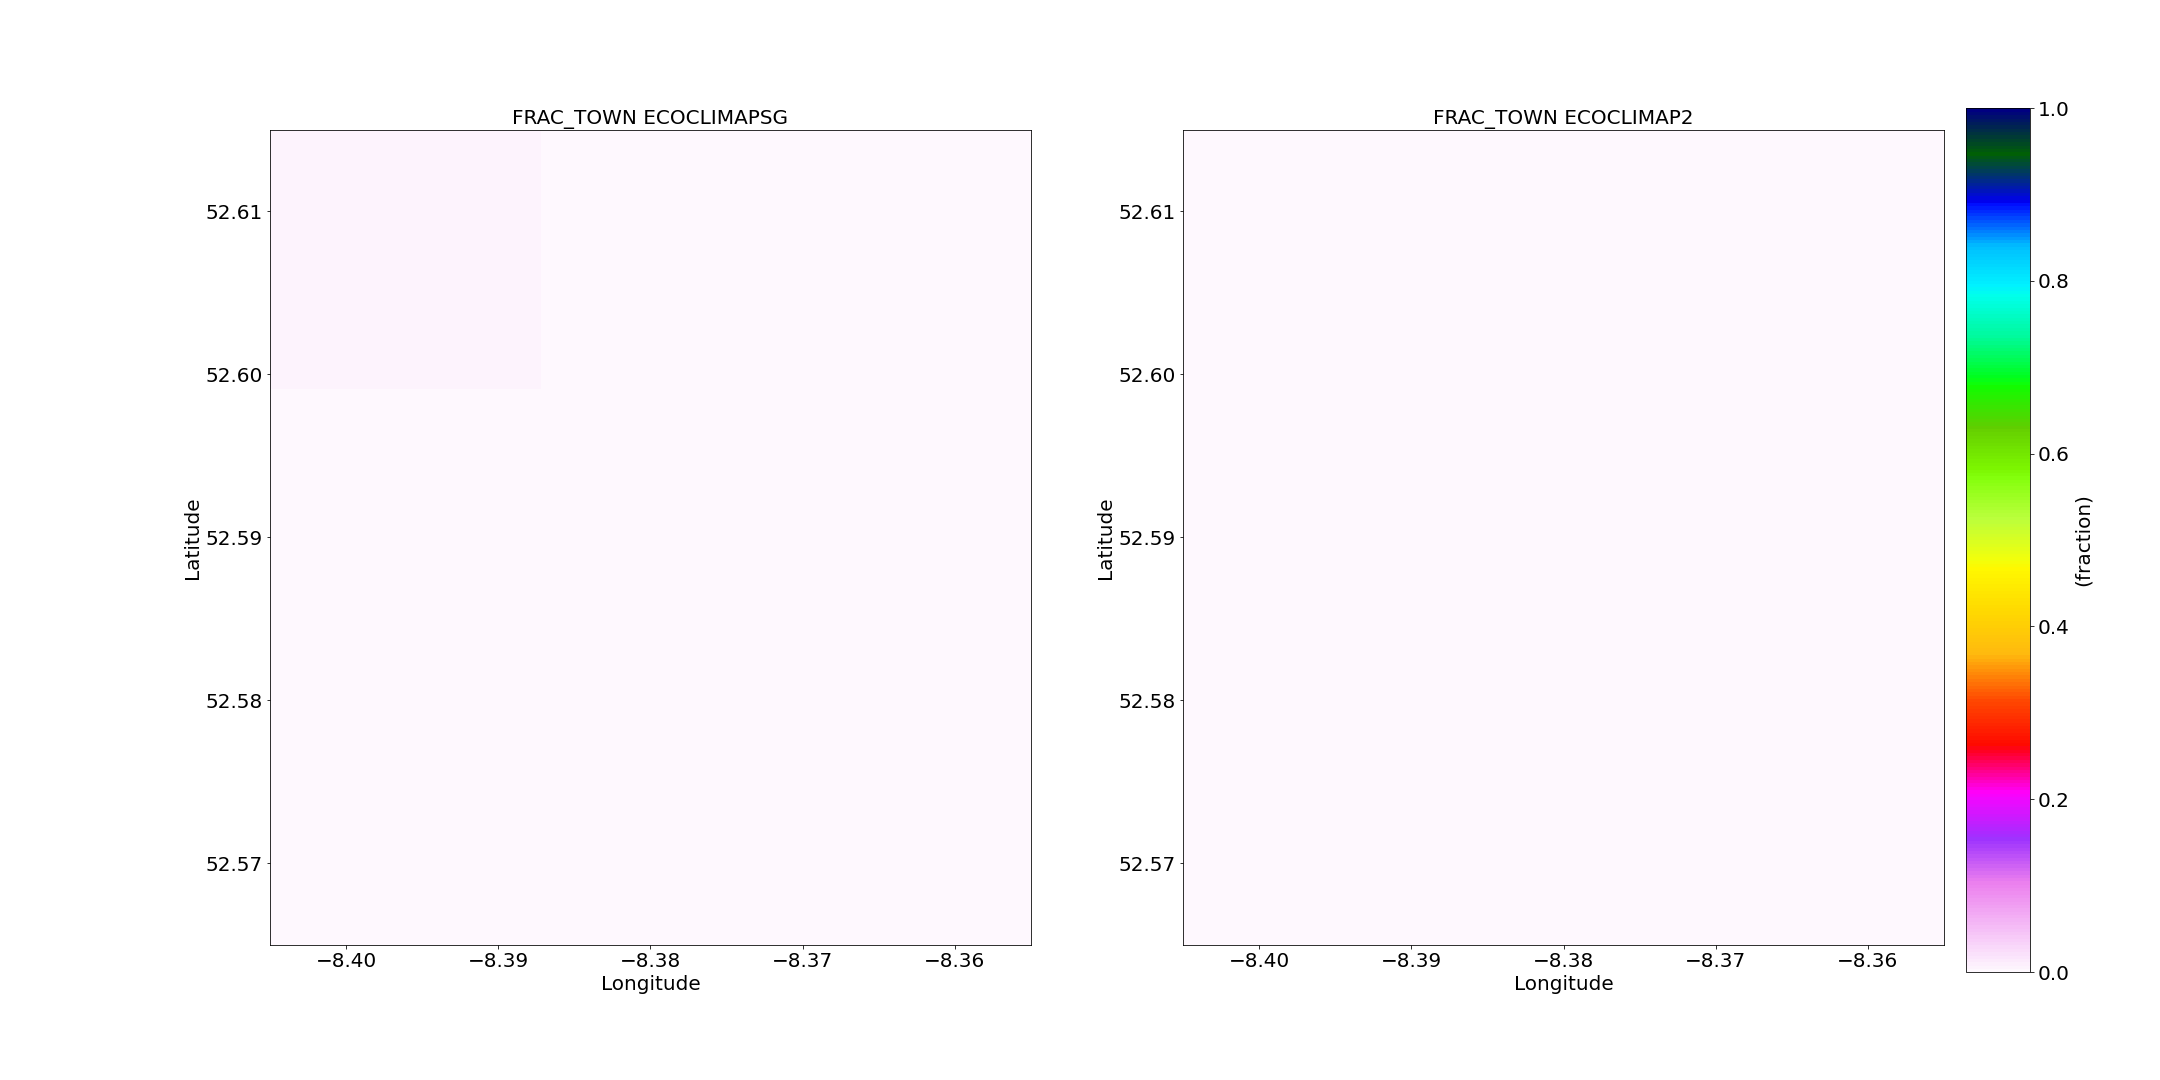 FRAC_TOWN ECOCLIMAPSG
52.61
52.60
52.59
52.58
52.57
Latitude
−8.40 −8.39 −8.38 −8.37 −8.36
Longitude
FRAC_TOWN ECOCLIMAP2
52.61
52.60
52.59
52.58
52.57
Latitude
−8.40 −8.39 −8.38 −8.37 −8.36
Longitude
1.0
0.8
0.6
0.4
0.2
0.0
(fraction)